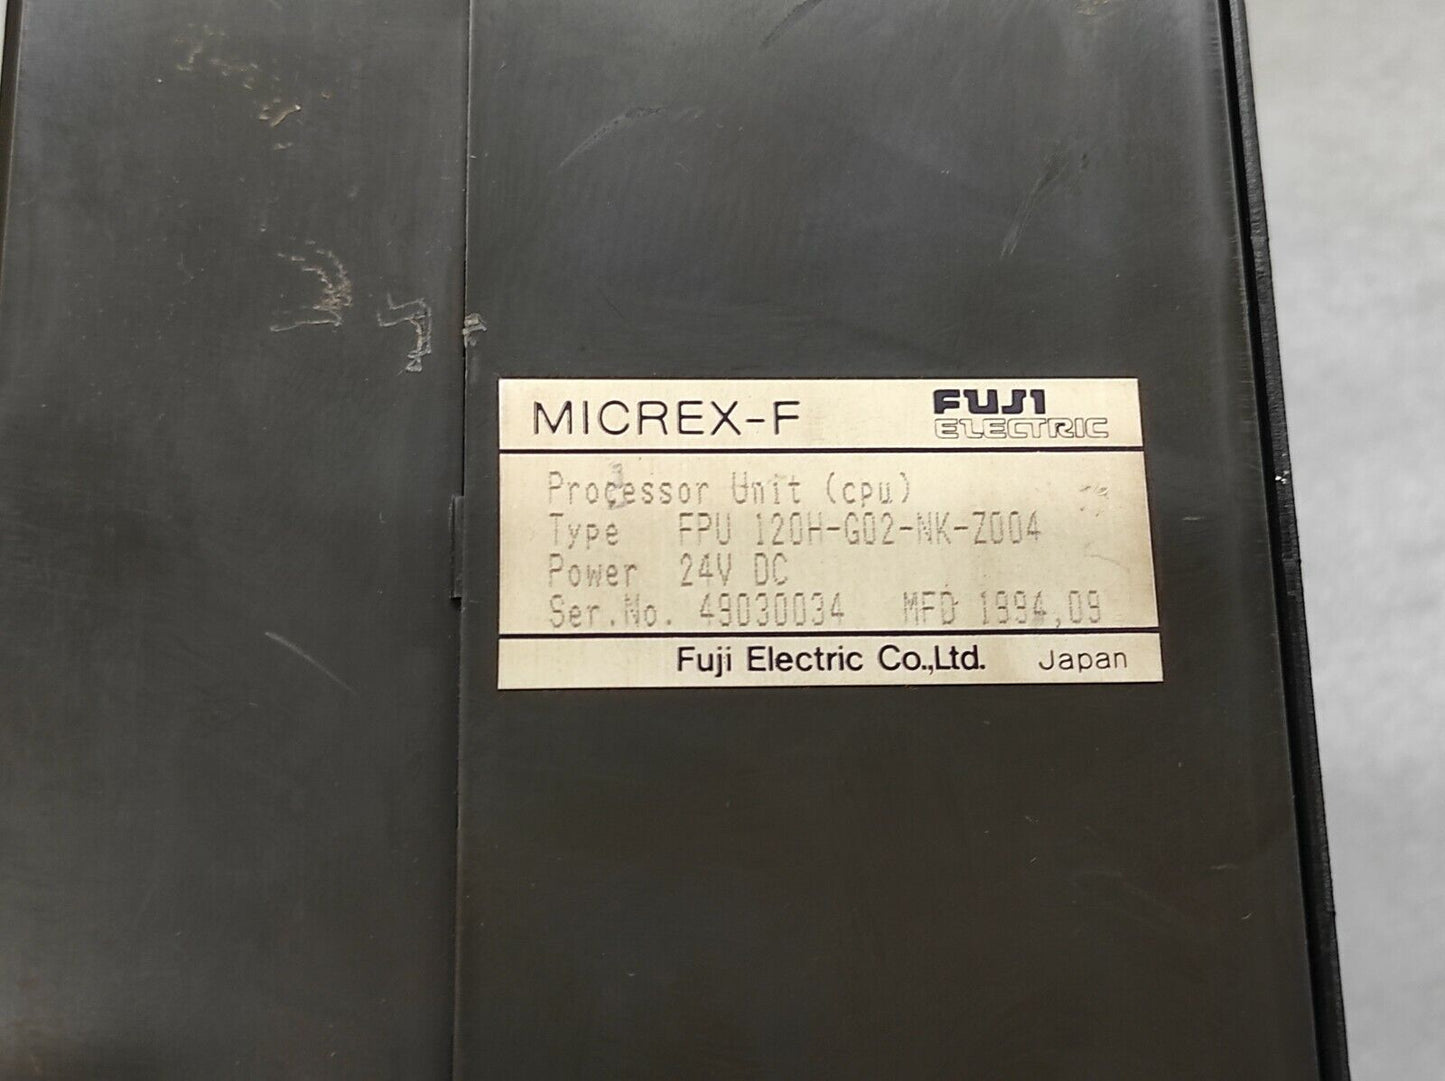 MICREX-F
FUJI
ELECTRIC
Processor Unit (cpu)
Type FPU 120H-G02-NK-Z004
Power 24V DC
Ser.No. 49030034 MFD 1994,09
Fuji Electric Co.,Ltd. Japan